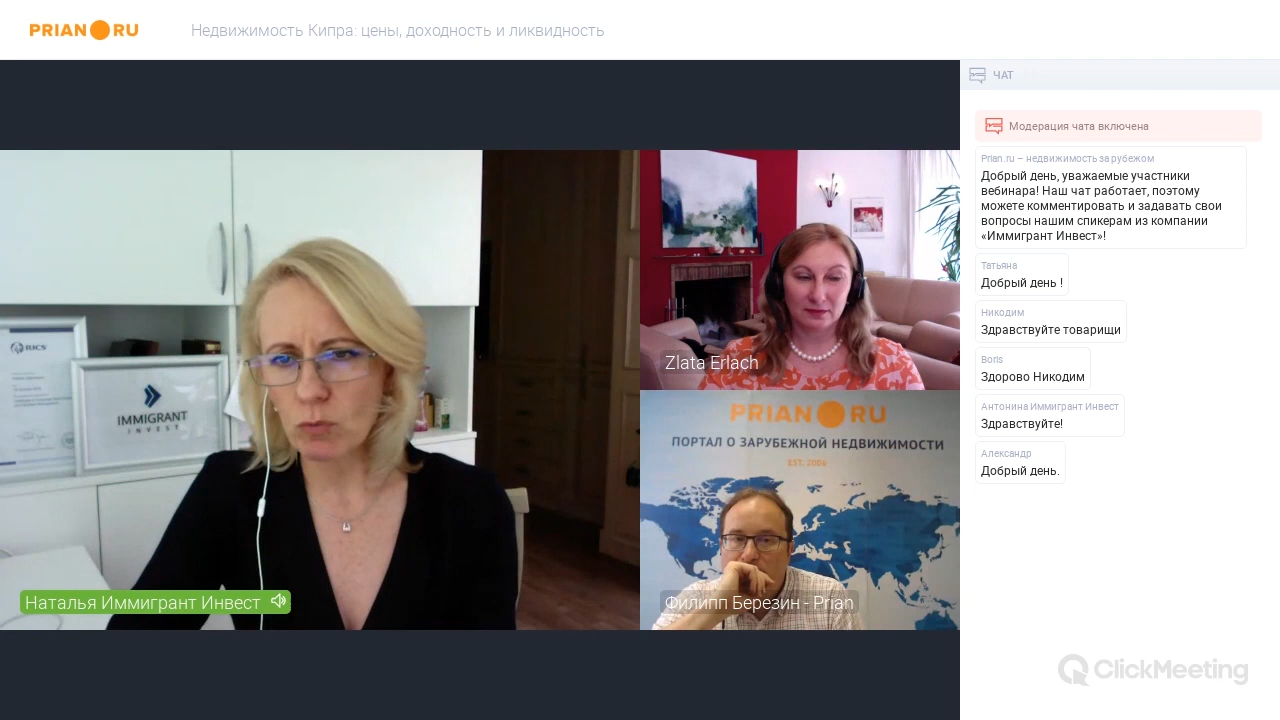 PRIAN RU
Недвижимость Кипра: цены, доходность и ликвидность
ЧАТ
Модерация чата включена
Prian.ru – недвижимость за рубежом
Добрый день, уважаемые участники
вебинара! Наш чат работает, поэтому
можете комментировать и задавать свои
вопросы нашим спикерам из компании
«Иммигрант Инвест»!
Татьяна
Добрый день !
Никодим
Здравствуйте товарищи
Boris
Здорово Никодим
Антонина Иммигрант Инвест
Здравствуйте!
Александр
Добрый день.
RICS
IMMIGRANT
INVEST
Наталья Иммигрант Инвест
Zlata Erlach
PRIAN RU
ПОРТАЛ О ЗАРУБЕЖНОЙ НЕДВИЖИМОСТИ
EST. 2006
Филипп Березин - Prian
ClickMeeting